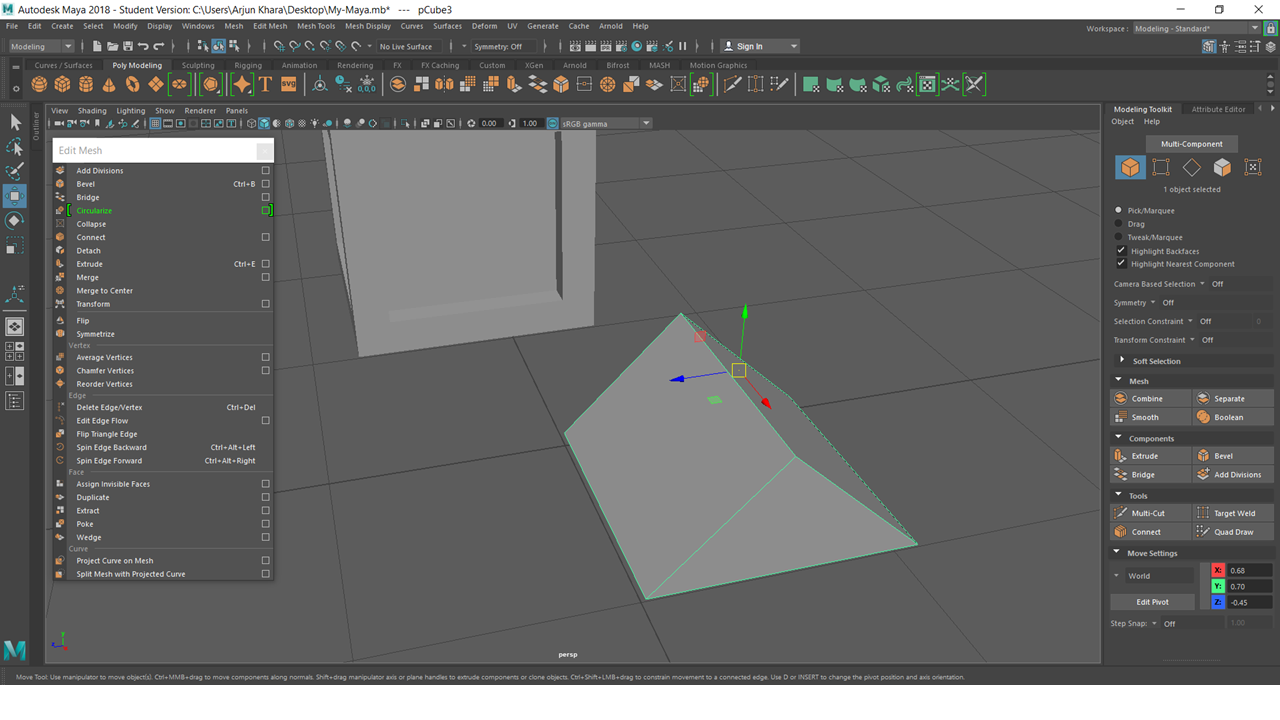 Autodesk Maya 2018 - Student Version: C:\Users\Arjun Khara\Desktop\My-Maya.mb* --- pCube3
File Edit Create Select Modify Display Windows Mesh Edit Mesh Mesh Tools Mesh Display Curves Surfaces Deform UV Generate Cache Arnold Help
Workspace : Modeling - Standard*
Modeling No Live Surface Symmetry: Off Sign In
Curves / Surfaces Poly Modeling Sculpting Rigging Animation Rendering FX FX Caching Custom XGen Arnold Bifrost MASH Motion Graphics
SVG
Outliner
View Shading Lighting Show Renderer Panels
0.00 1.00 sRGB gamma
Edit Mesh
Add Divisions
Bevel Ctrl+B
Bridge
Circularize
Collapse
Connect
Detach
Extrude Ctrl+E
Merge
Merge to Center
Transform
Flip
Symmetrize
Vertex
Average Vertices
Chamfer Vertices
Reorder Vertices
Edge
Delete Edge/Vertex Ctrl+Del
Edit Edge Flow
Flip Triangle Edge
Spin Edge Backward Ctrl+Alt+Left
Spin Edge Forward Ctrl+Alt+Right
Face
Assign Invisible Faces
Duplicate
Extract
Poke
Wedge
Curve
Project Curve on Mesh
Split Mesh with Projected Curve
persp
Modeling Toolkit Attribute Editor
Object Help
Multi-Component
1 object selected
Pick/Marquee
Drag
Tweak/Marquee
Highlight Backfaces
Highlight Nearest Component
Camera Based Selection Off
Symmetry Off
Selection Constraint Off 0
Transform Constraint Off
Soft Selection
Mesh
Combine Separate
Smooth Boolean
Components
Extrude Bevel
Bridge Add Divisions
Tools
Multi-Cut Target Weld
Connect Quad Draw
Move Settings
World X: 0.68
Y: 0.70
Edit Pivot Z: -0.45
Step Snap: Off 1.00
Move Tool: Use manipulator to move object(s). Ctrl+MMB+drag to move components along normals. Shift+drag manipulator axis or plane handles to extrude components or clone objects. Ctrl+Shift+LMB+drag to constrain movement to a connected edge. Use D or INSERT to change the pivot position and axis orientation.